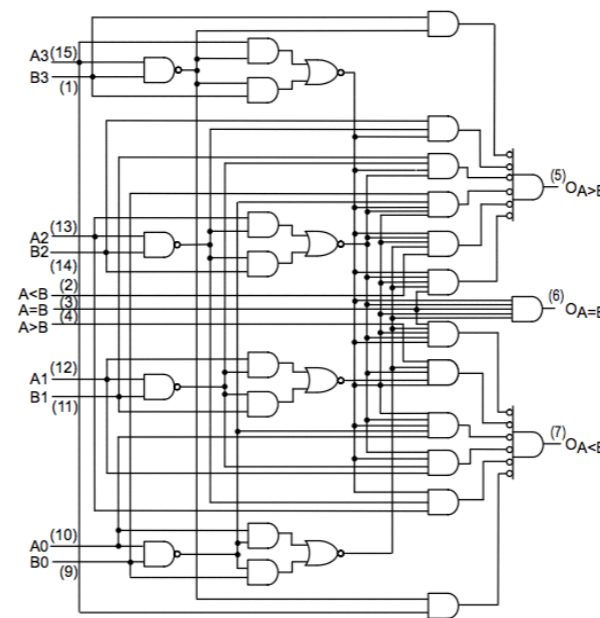 A3 (15)
B3
(1)
(5) OA>B
A2 (13)
B2
(14)
A<B (2)
A=B (3)
A>B (4)
(6) OA=B
A1 (12)
B1
(11)
(7) OA<B
A0 (10)
B0
(9)